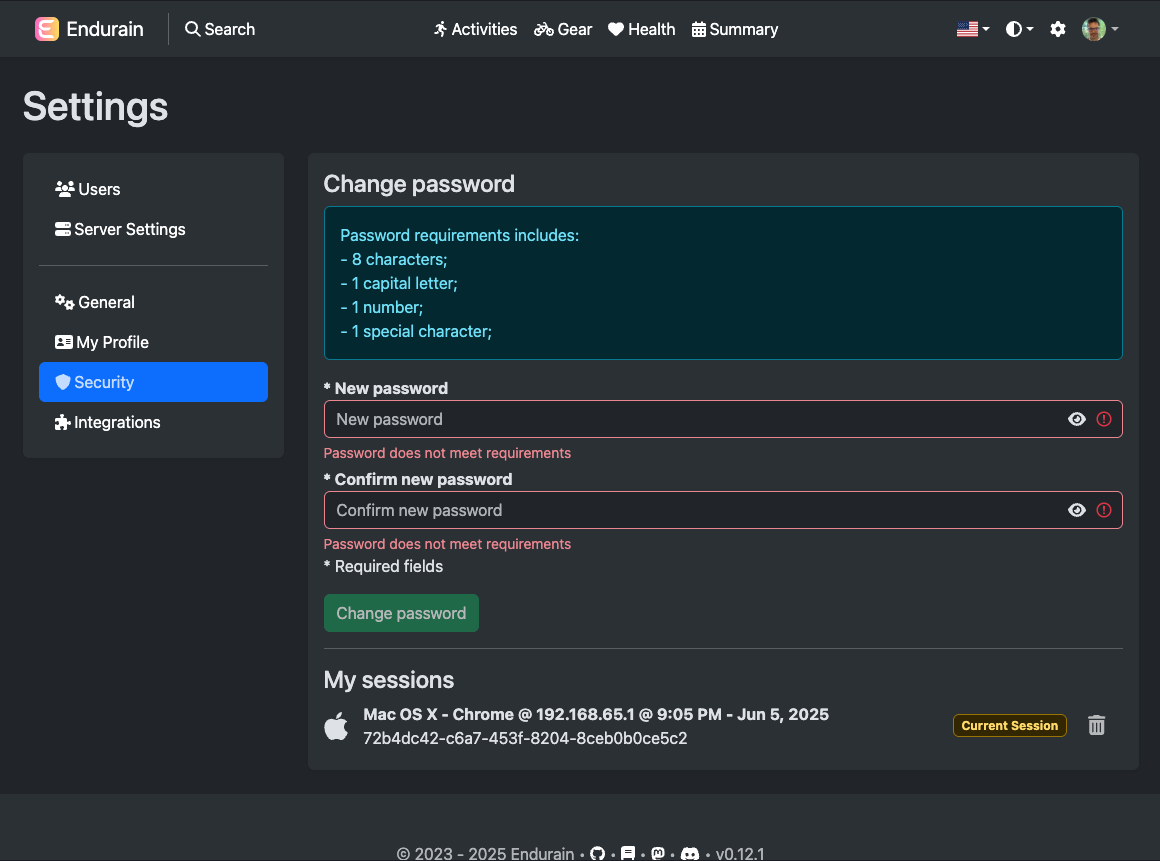 Endurain
Search
Activities
Gear
Health
Summary
Settings
Users
Server Settings
General
My Profile
Security
Integrations
Change password
Password requirements includes:
- 8 characters;
- 1 capital letter;
- 1 number;
- 1 special character;
* New password
New password
Password does not meet requirements
* Confirm new password
Confirm new password
Password does not meet requirements
* Required fields
Change password
My sessions
Mac OS X - Chrome @ 192.168.65.1 @ 9:05 PM - Jun 5, 2025
72b4dc42-c6a7-453f-8204-8ceb0b0ce5c2
Current Session
© 2023 - 2025 Endurain • • • • • v0.12.1